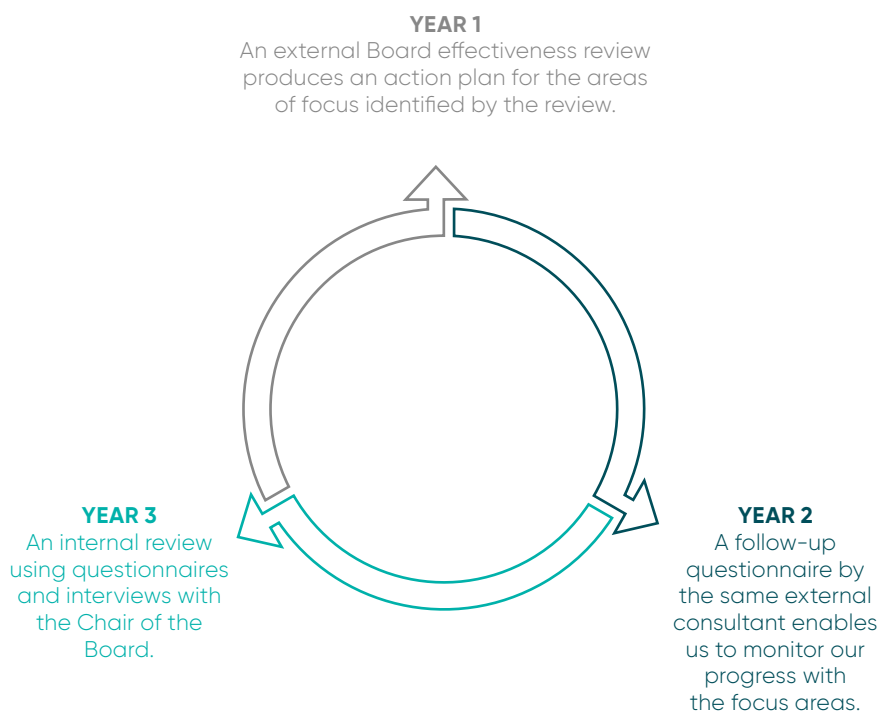 YEAR 1
An external Board effectiveness review
produces an action plan for the areas
of focus identified by the review.
YEAR 2
A follow-up
questionnaire by
the same external
consultant enables
us to monitor our
progress with
the focus areas.
YEAR 3
An internal review
using questionnaires
and interviews with
the Chair of the
Board.